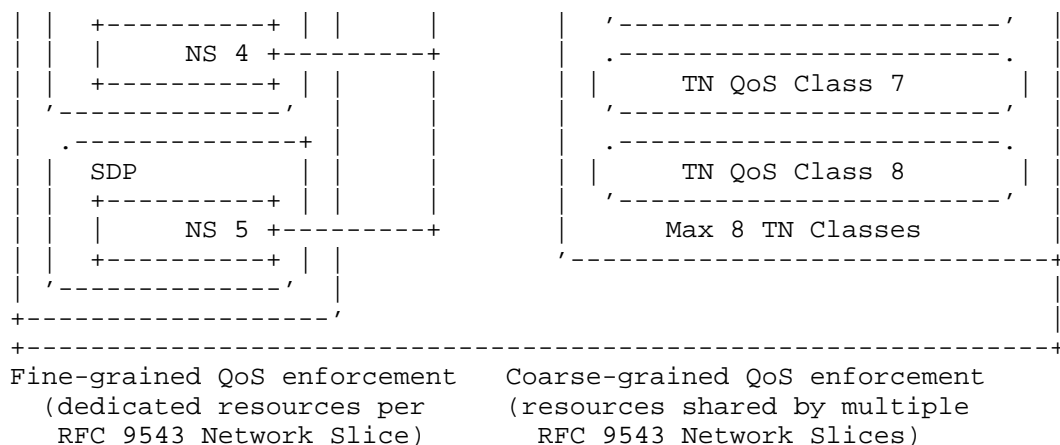 NS 4
TN QoS Class 7
SDP
TN QoS Class 8
NS 5
Max 8 TN Classes
Fine-grained QoS enforcement Coarse-grained QoS enforcement
(dedicated resources per (resources shared by multiple
RFC 9543 Network Slice) RFC 9543 Network Slices)